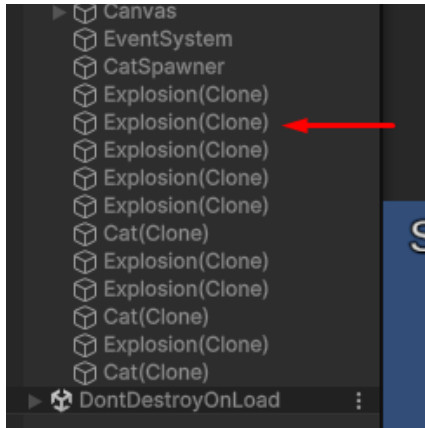 Canvas
EventSystem
CatSpawner
Explosion(Clone)
Explosion(Clone)
Explosion(Clone)
Explosion(Clone)
Explosion(Clone)
Cat(Clone)
Explosion(Clone)
Explosion(Clone)
Cat(Clone)
Explosion(Clone)
Cat(Clone)
DontDestroyOnLoad
S